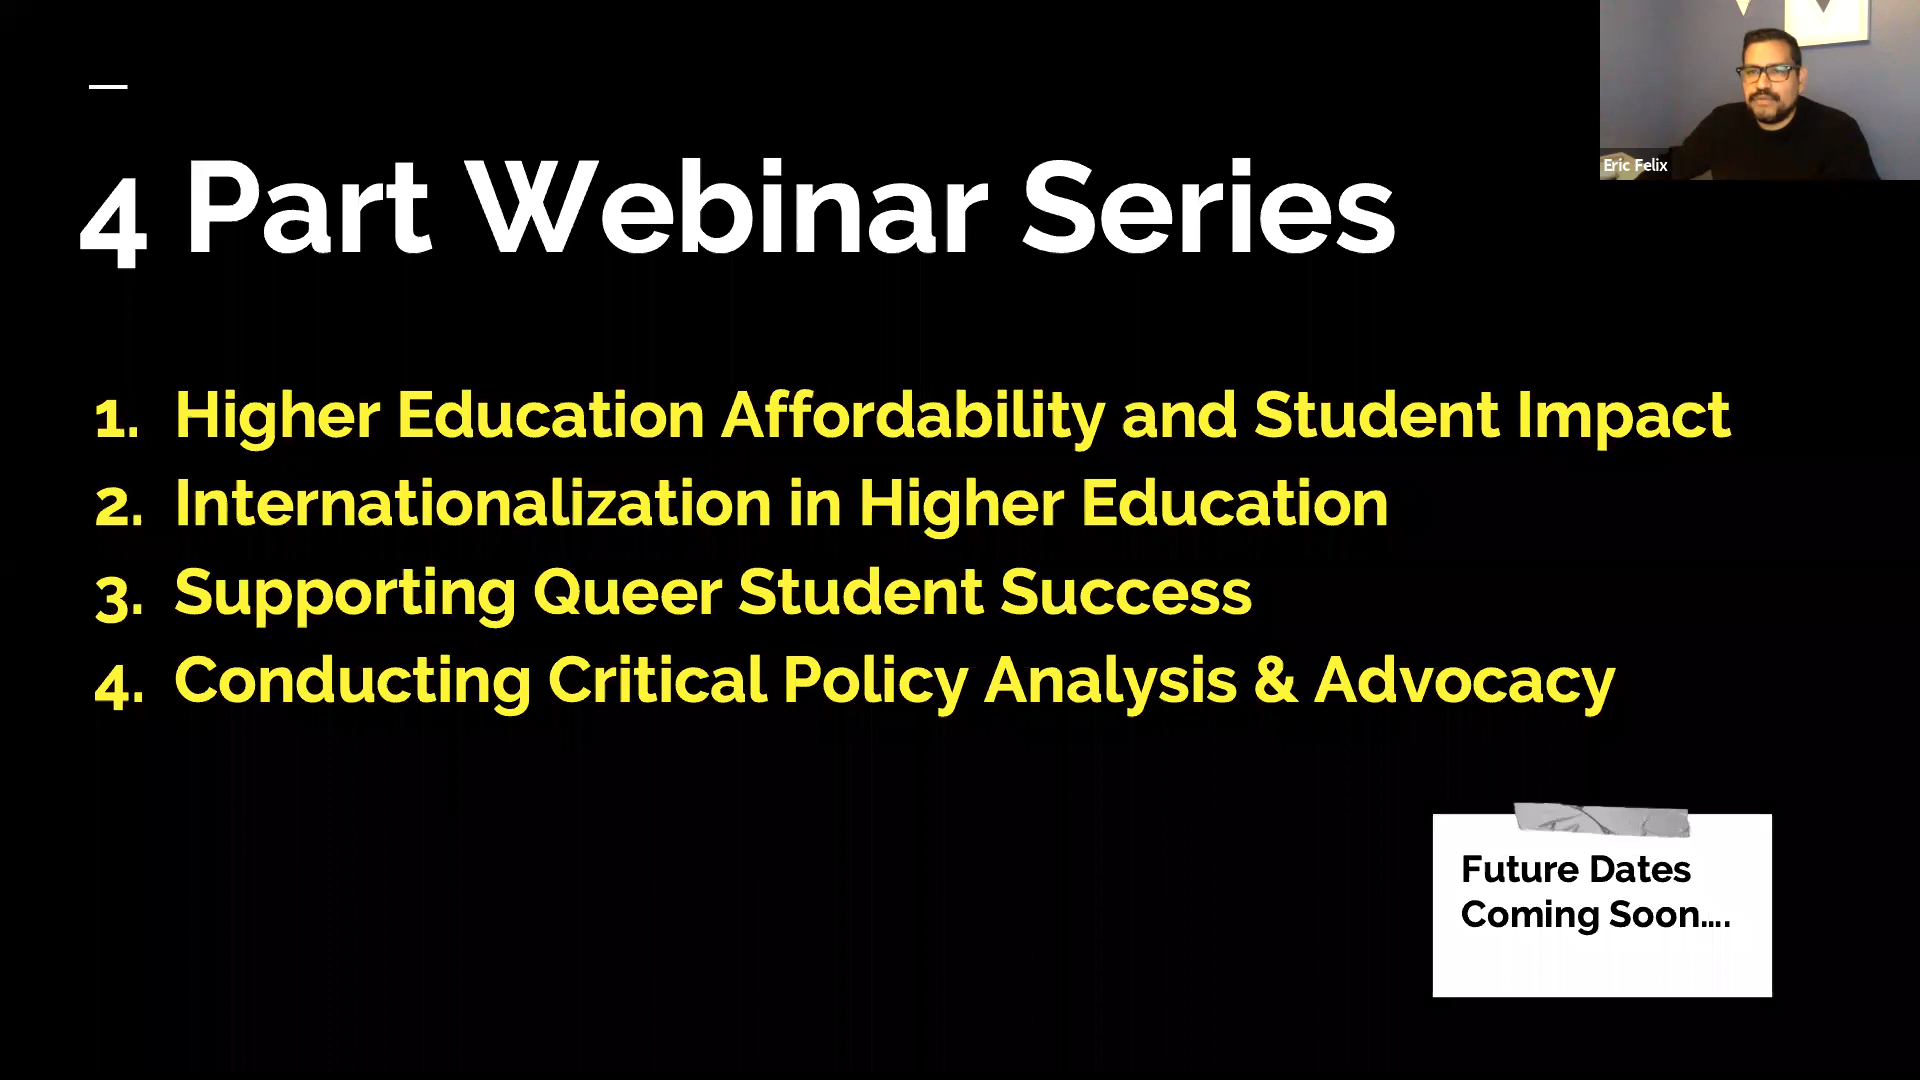 4 Part Webinar Series
Eric Felix
1. Higher Education Affordability and Student Impact
2. Internationalization in Higher Education
3. Supporting Queer Student Success
4. Conducting Critical Policy Analysis & Advocacy
Future Dates
Coming Soon....